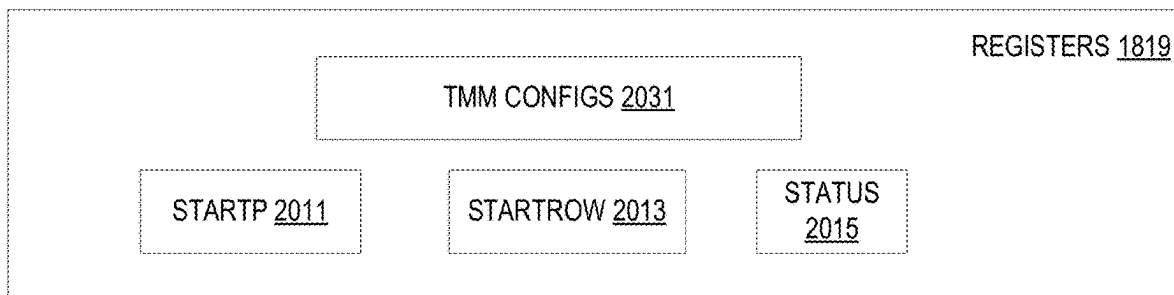 REGISTERS 1819
TMM CONFIGS 2031
STARTP 2011
STARTROW 2013
STATUS
2015